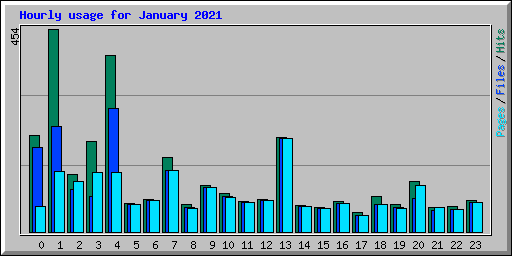 Hourly usage for January 2021
454
Pages/Files/Hits
0 1 2 3 4 5 6 7 8 9 10 11 12 13 14 15 16 17 18 19 20 21 22 23